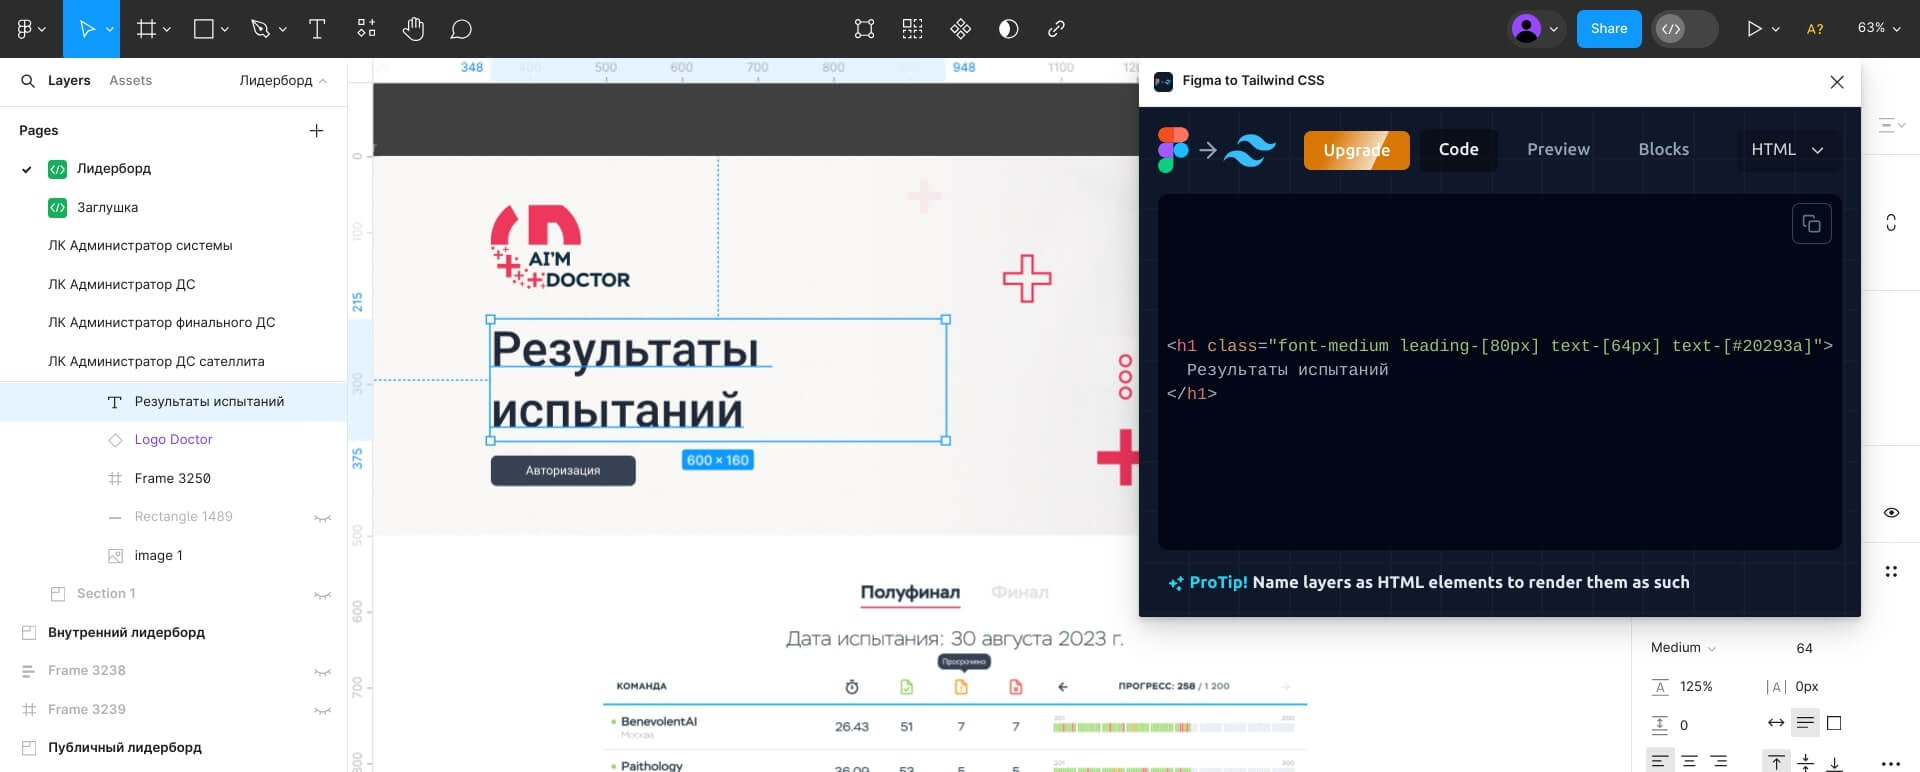 Share
A?
63%
Layers
Assets
Лидерборд
Pages
Лидерборд
Заглушка
ЛК Администратор системы
ЛК Администратор ДС
ЛК Администратор финального ДС
ЛК Администратор ДС сателлита
Результаты испытаний
Logo Doctor
Frame 3250
Rectangle 1489
image 1
Section 1
Внутренний лидерборд
Frame 3238
Frame 3239
Публичный лидерборд
348
500
600
700
800
948
1100
0
100
215
300
375
500
600
700
AI'M
DOCTOR
Результаты
испытаний
600 × 160
Авторизация
Полуфинал
Финал
Дата испытания: 30 августа 2023 г.
Просрочено
КОМАНДА
ПРОГРЕСС: 258 / 1 200
BenevolentAI
Москва
26.43
51
7
7
201
300
Paithology
36.09
53
5
5
Figma to Tailwind CSS
Upgrade
Code
Preview
Blocks
HTML
<h1 class="font-medium leading-[80px] text-[64px] text-[#20293a]">
Результаты испытаний
</h1>
ProTip! Name layers as HTML elements to render them as such
Medium
64
125%
0px
0